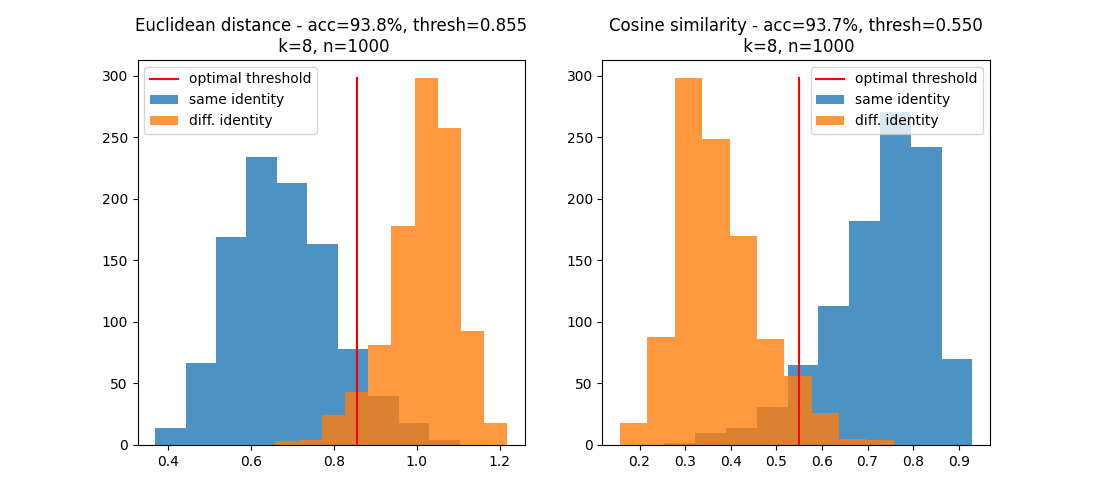 Euclidean distance - acc=93.8%, thresh=0.855
k=8, n=1000
optimal threshold
same identity
diff. identity
300
250
200
150
100
50
0
0.4 0.6 0.8 1.0 1.2
Cosine similarity - acc=93.7%, thresh=0.550
k=8, n=1000
optimal threshold
same identity
diff. identity
300
250
200
150
100
50
0
0.2 0.3 0.4 0.5 0.6 0.7 0.8 0.9